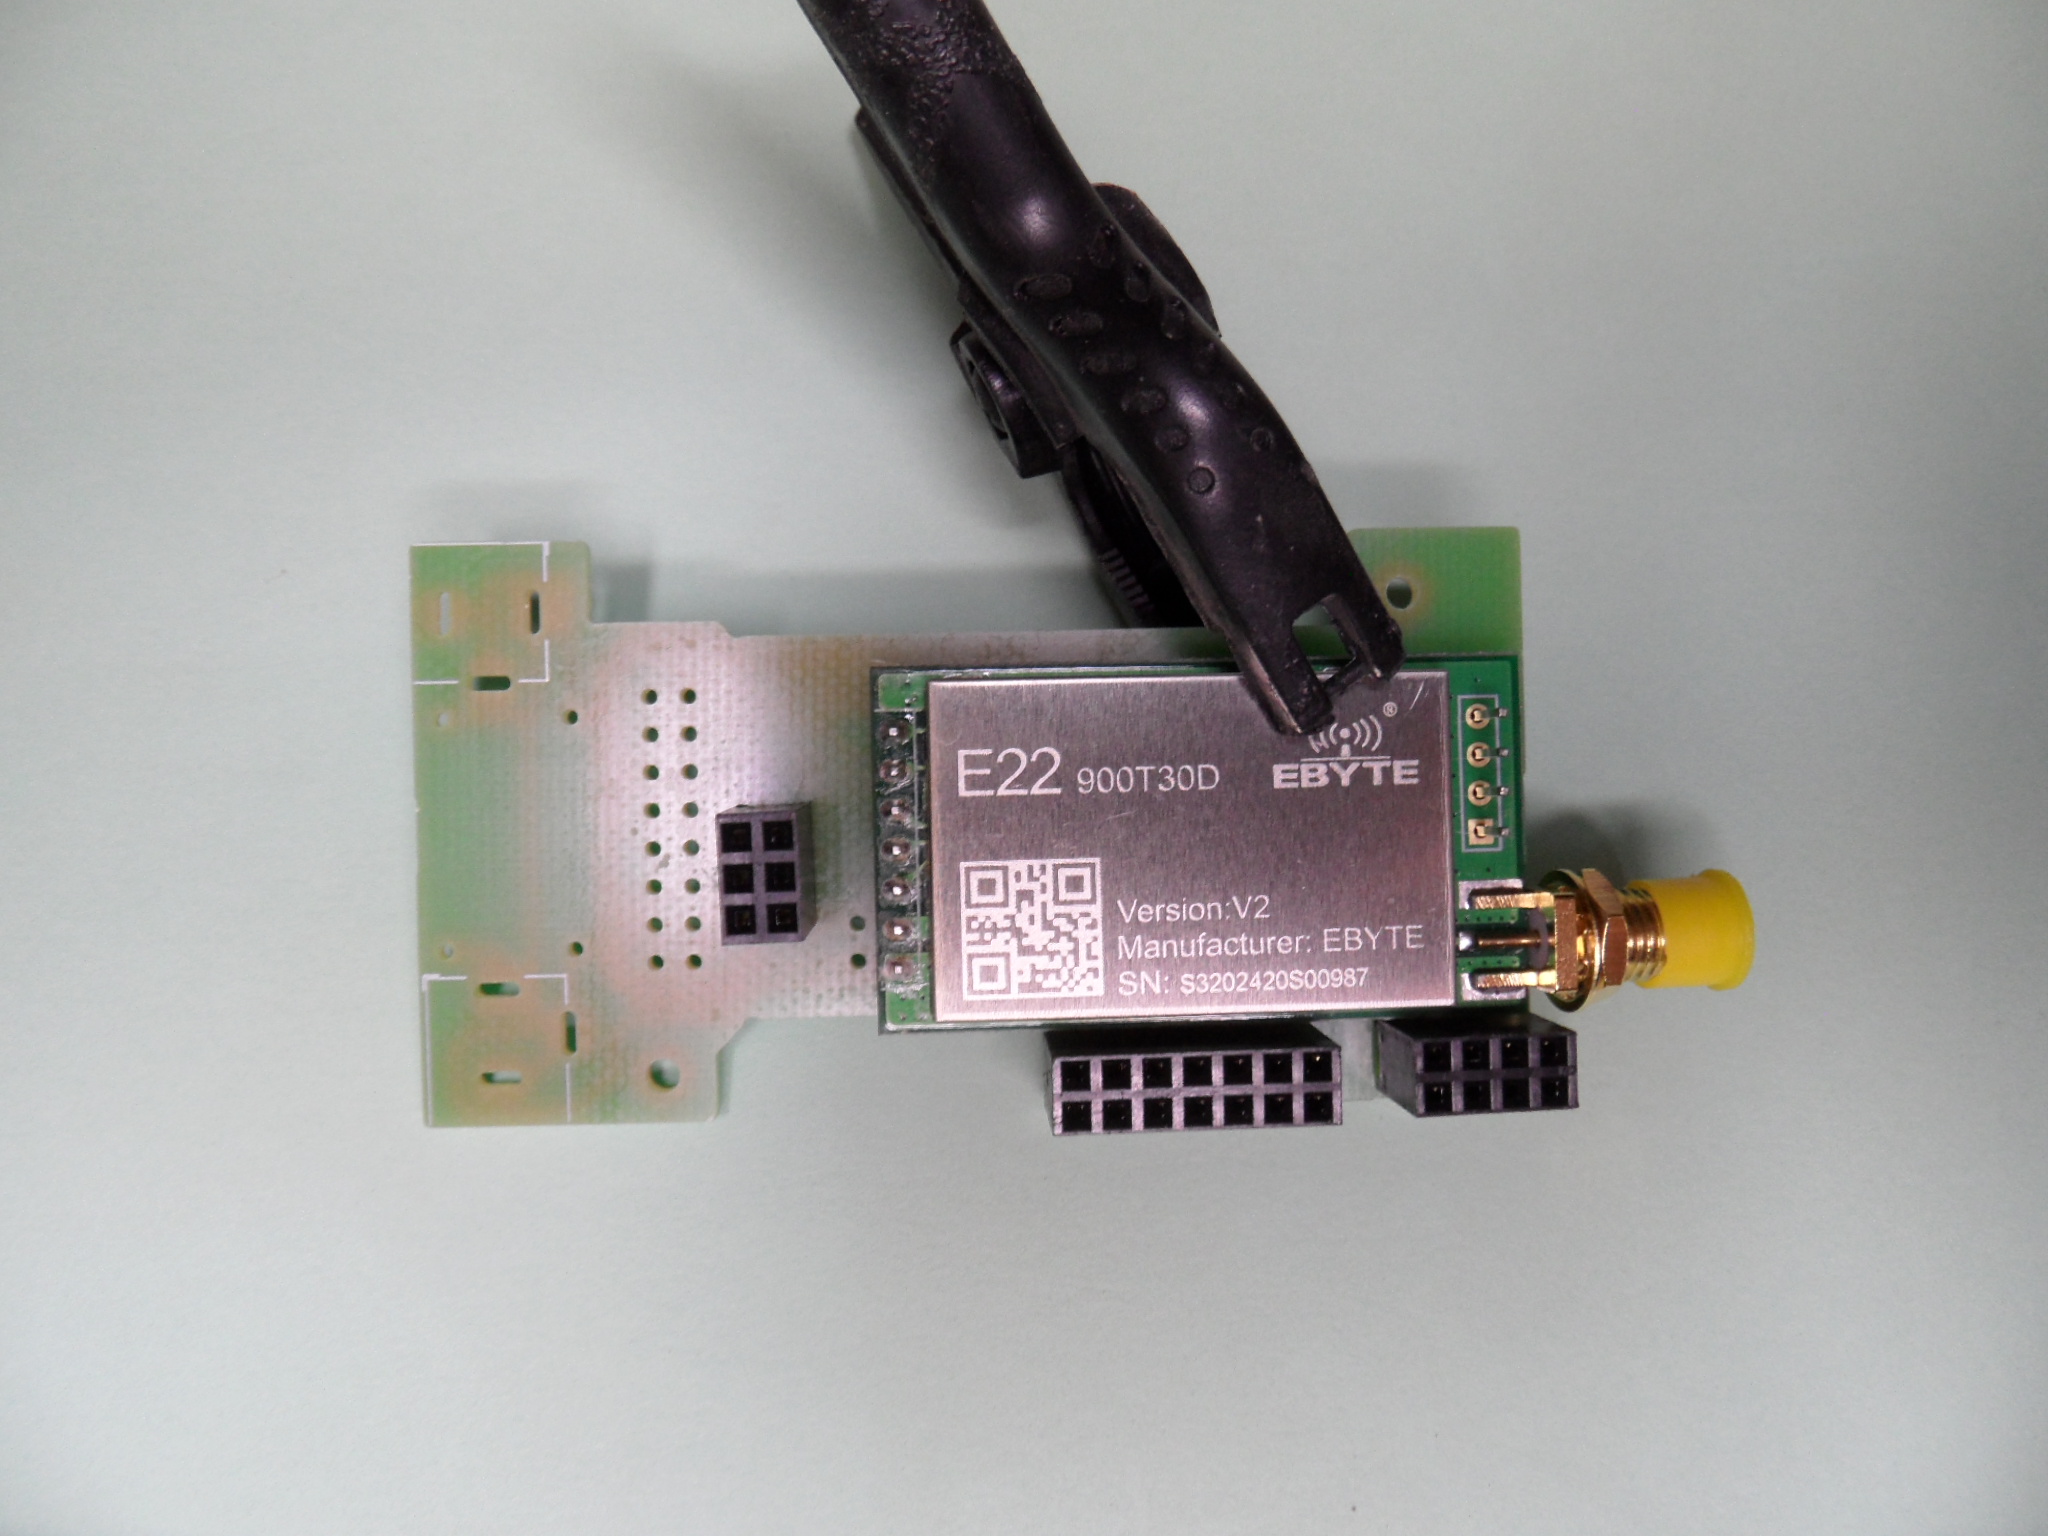 E22 900T30D
®
EBYTE
Version:V2
Manufacturer: EBYTE
SN: S3202420S00987